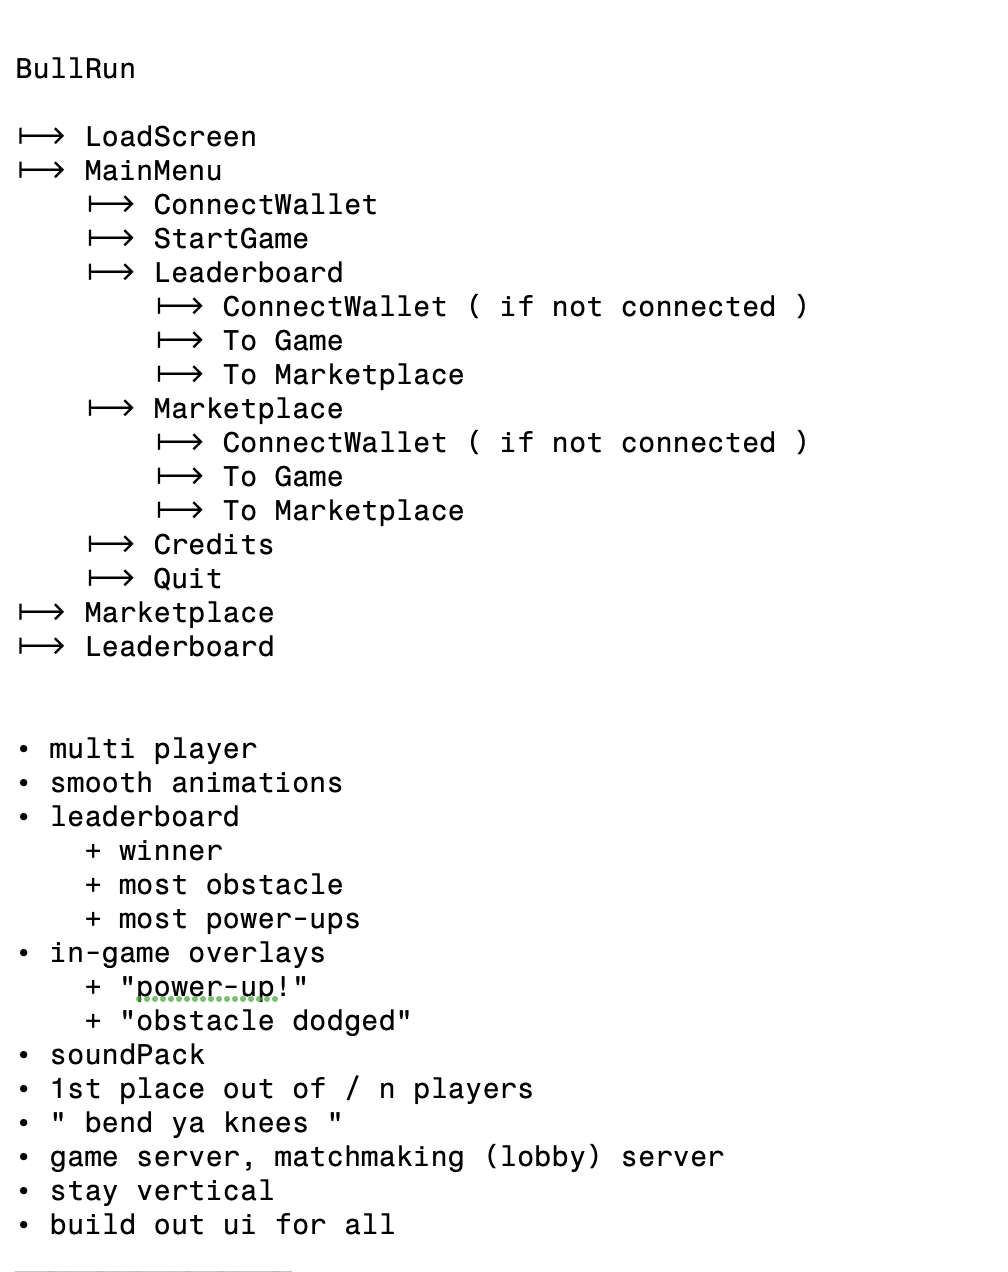 BullRun
↦ LoadScreen
↦ MainMenu
↦ ConnectWallet
↦ StartGame
↦ Leaderboard
↦ ConnectWallet ( if not connected )
↦ To Game
↦ To Marketplace
↦ Marketplace
↦ ConnectWallet ( if not connected )
↦ To Game
↦ To Marketplace
↦ Credits
↦ Quit
↦ Marketplace
↦ Leaderboard
• multi player
• smooth animations
• leaderboard
+ winner
+ most obstacle
+ most power-ups
• in-game overlays
+ "power-up!"
+ "obstacle dodged"
• soundPack
• 1st place out of / n players
• " bend ya knees "
• game server, matchmaking (lobby) server
• stay vertical
• build out ui for all